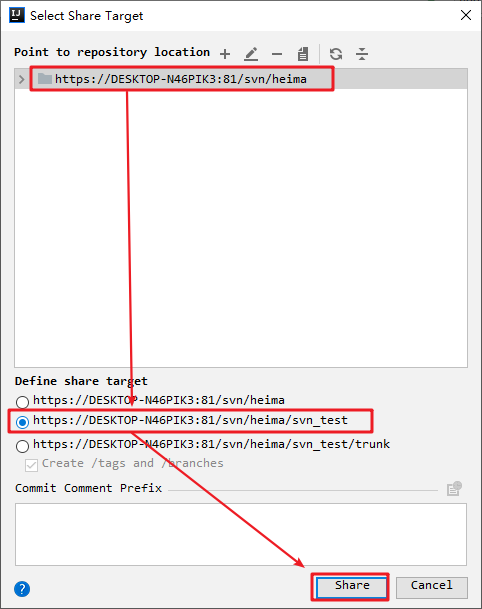 IJ Select Share Target
Point to repository location
https://DESKTOP-N46PIK3:81/svn/heima
Define share target
https://DESKTOP-N46PIK3:81/svn/heima
https://DESKTOP-N46PIK3:81/svn/heima/svn_test
https://DESKTOP-N46PIK3:81/svn/heima/svn_test/trunk
Create /tags and /branches
Commit Comment Prefix
? Share Cancel